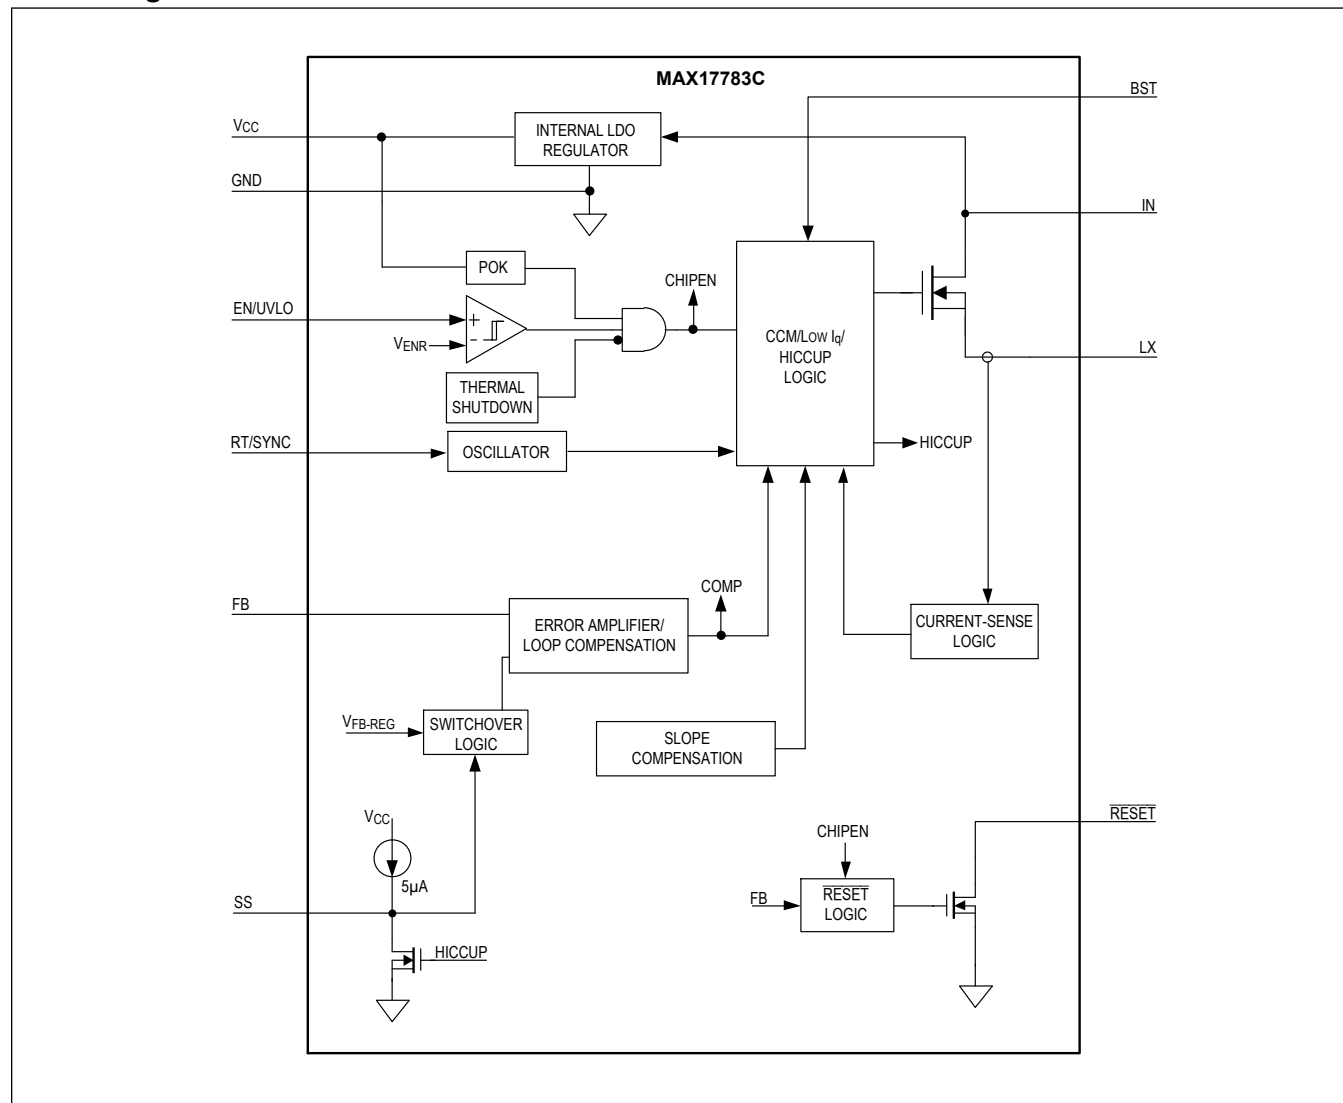 MAX17783C
BST
VCC
INTERNAL LDO
REGULATOR
GND
IN
POK
CHIPEN
EN/UVLO
+
VENR
-
CCM/LOW Iq/
HICCUP
LOGIC
LX
THERMAL
SHUTDOWN
RT/SYNC
OSCILLATOR
HICCUP
COMP
FB
ERROR AMPLIFIER/
LOOP COMPENSATION
CURRENT-SENSE
LOGIC
VFB-REG
SWITCHOVER
LOGIC
SLOPE
COMPENSATION
VCC
5µA
RESET
CHIPEN
SS
FB
RESET
LOGIC
HICCUP